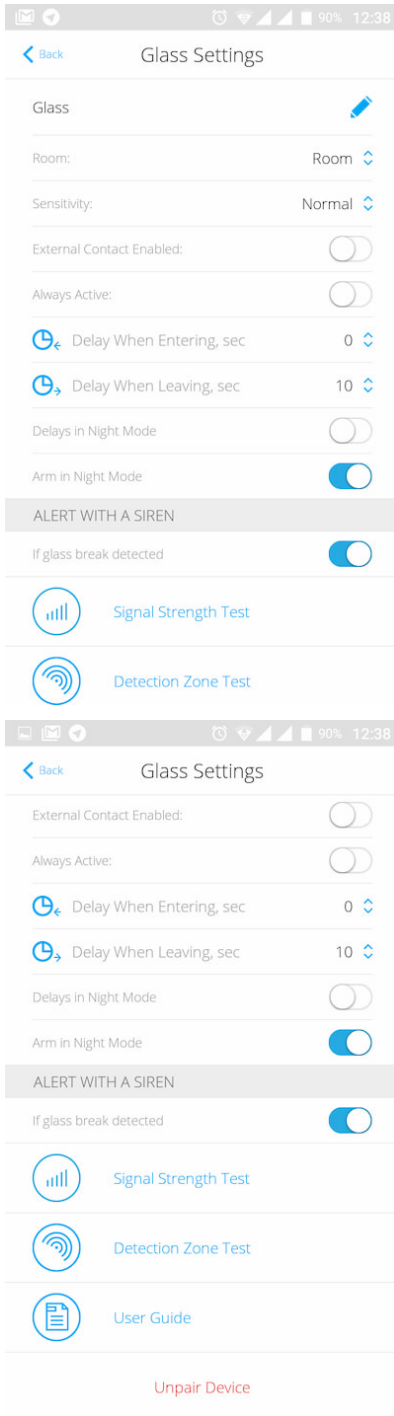 90% 12:38
Back Glass Settings
Glass
Room: Room
Sensitivity: Normal
External Contact Enabled:
Always Active:
Delay When Entering, sec 0
Delay When Leaving, sec 10
Delays in Night Mode
Arm in Night Mode
ALERT WITH A SIREN
If glass break detected
Signal Strength Test
Detection Zone Test
90% 12:38
Back Glass Settings
External Contact Enabled:
Always Active:
Delay When Entering, sec 0
Delay When Leaving, sec 10
Delays in Night Mode
Arm in Night Mode
ALERT WITH A SIREN
If glass break detected
Signal Strength Test
Detection Zone Test
User Guide
Unpair Device